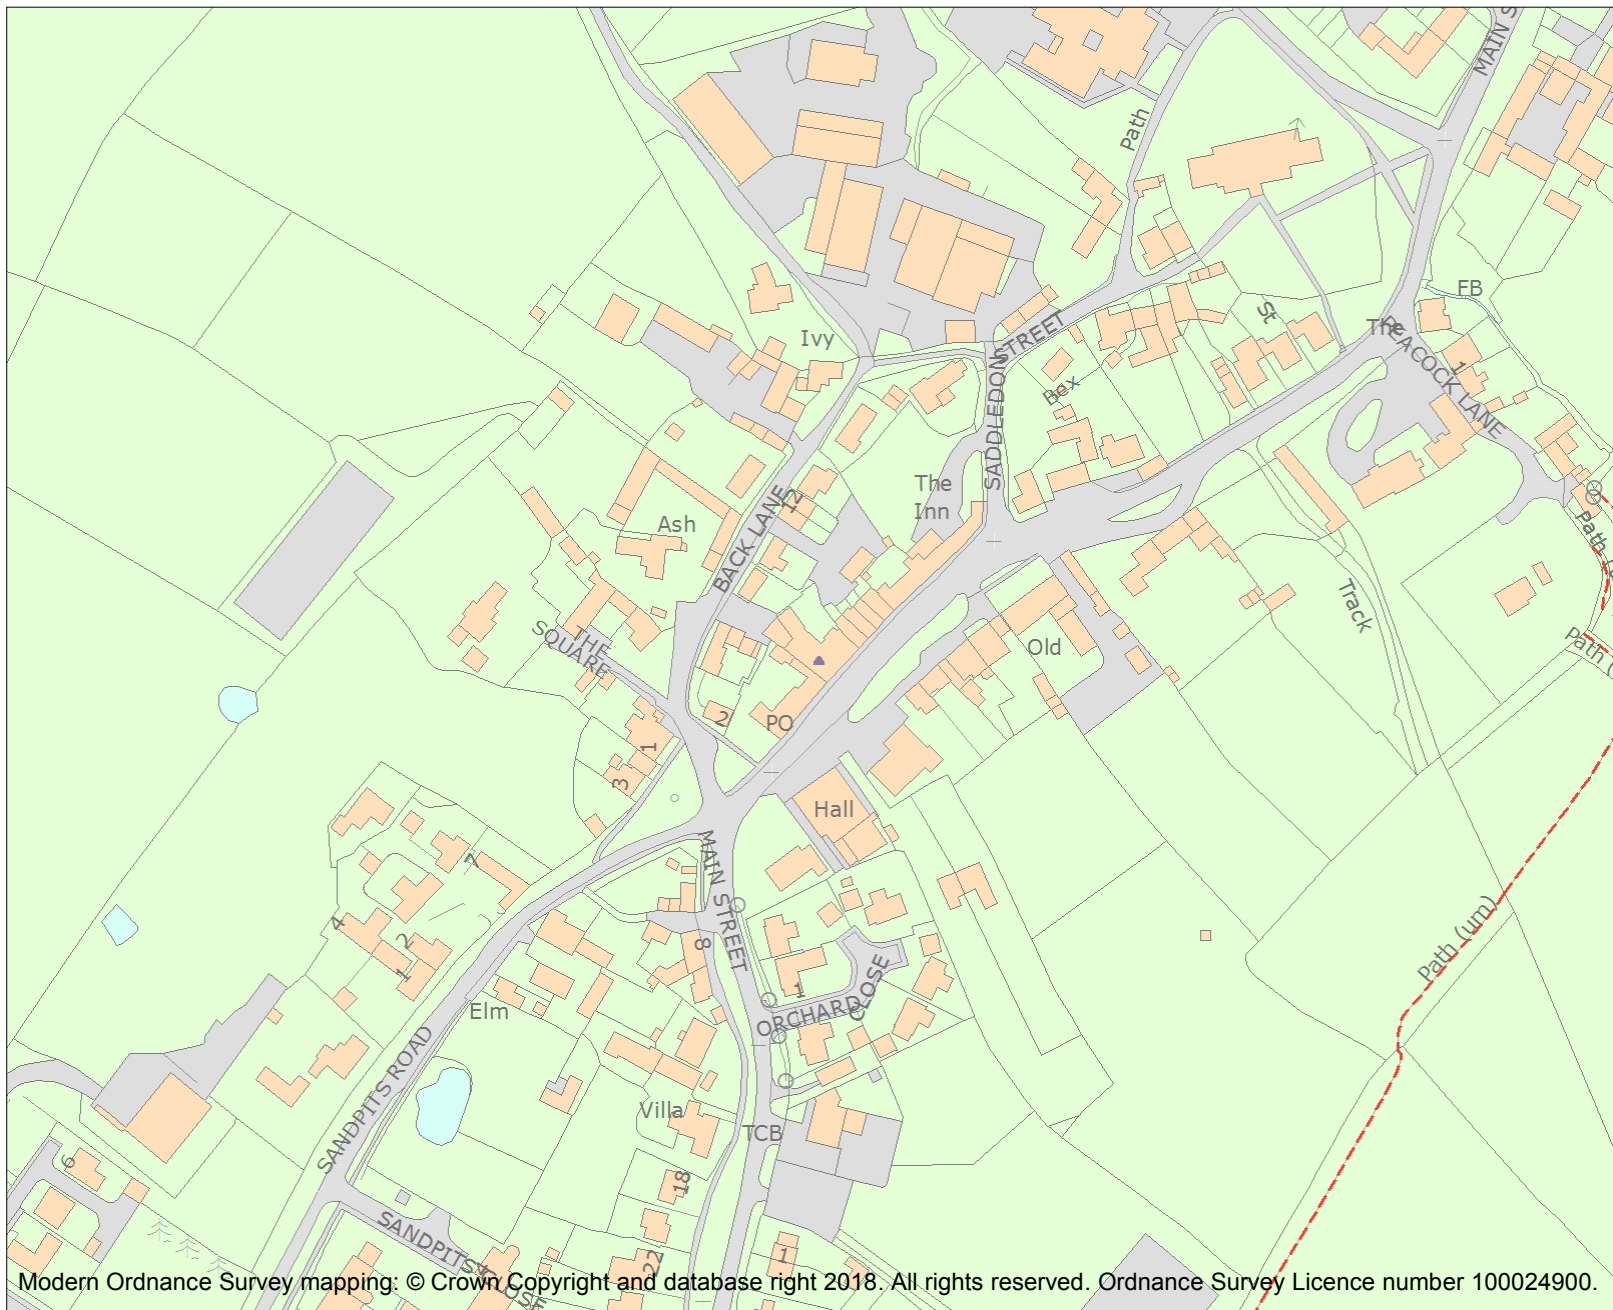 MAIN S
Path
Ivy
SADDLEDON STREET
St
FB
The
PEACOCK LANE
1
Bex
The
Inn
12
Ash
BACK LANE
Path
Track
THE
SQUARE
Old
Path (
2
PO
1
3
Hall
MAIN STREET
7
4
2
1
8
Path (um)
1
ORCHARD
CLOSE
Elm
SANDPITS ROAD
Villa
TCB
6
18
SANDPITS CLOSE
22
1
Modern Ordnance Survey mapping: © Crown Copyright and database right 2018. All rights reserved. Ordnance Survey Licence number 100024900.